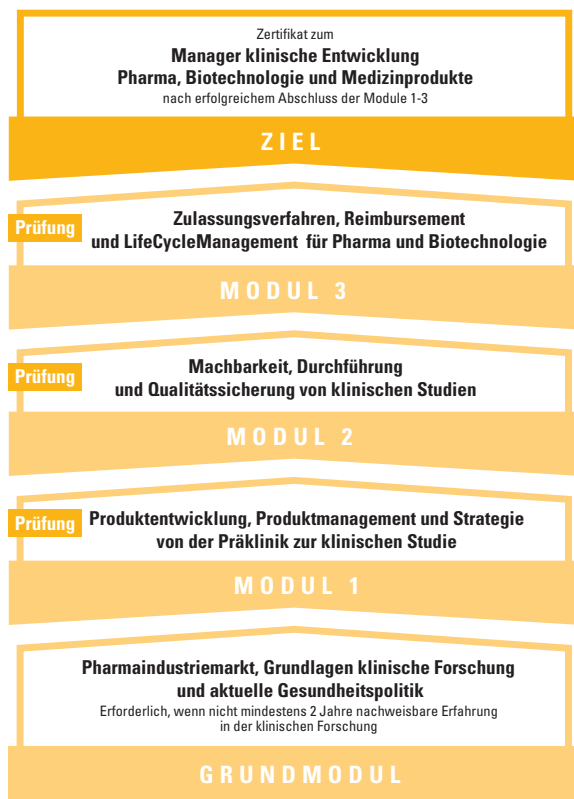 Zertifikat zum
Manager klinische Entwicklung
Pharma, Biotechnologie und Medizinprodukte
nach erfolgreichem Abschluss der Module 1-3
ZIEL
Prüfung
Zulassungsverfahren, Reimbursement
und LifeCycleManagement für Pharma und Biotechnologie
MODUL 3
Prüfung
Machbarkeit, Durchführung
und Qualitätssicherung von klinischen Studien
MODUL 2
Prüfung
Produktentwicklung, Produktmanagement und Strategie
von der Präklinik zur klinischen Studie
MODUL 1
Pharmaindustriemarkt, Grundlagen klinische Forschung
und aktuelle Gesundheitspolitik
Erforderlich, wenn nicht mindestens 2 Jahre nachweisbare Erfahrung
in der klinischen Forschung
GRUNDMODUL